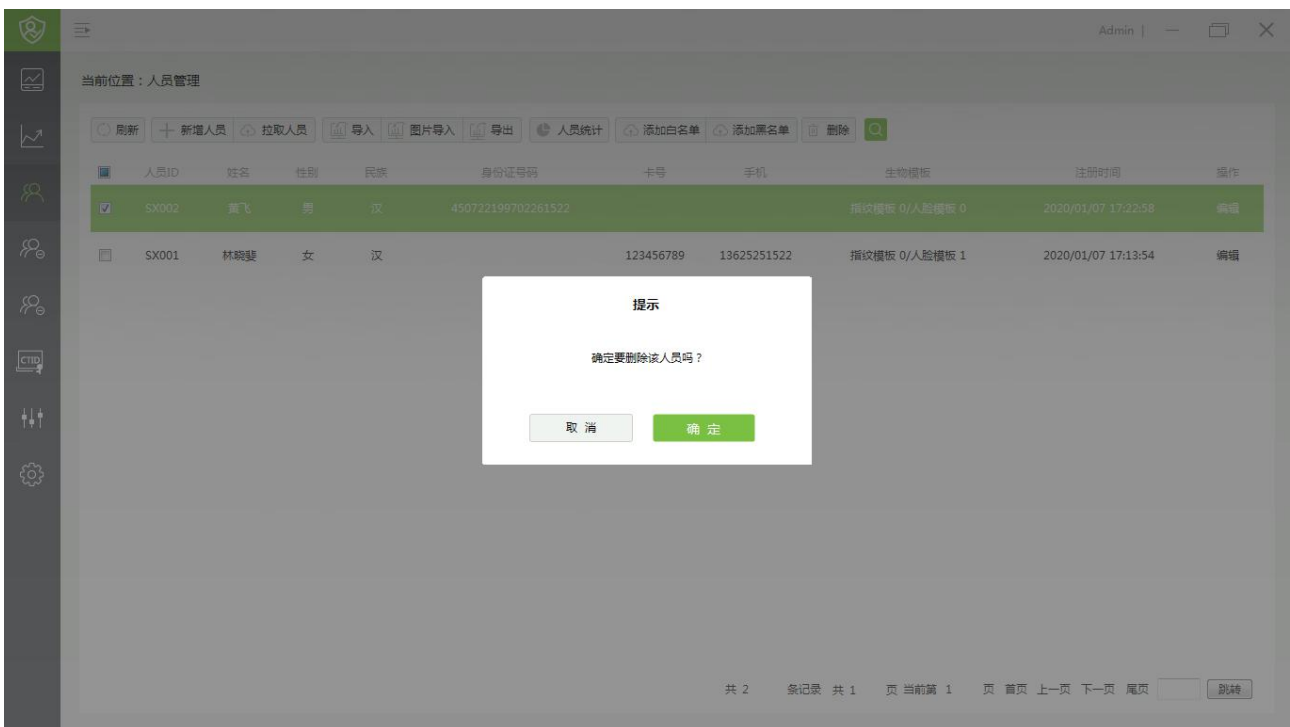 Admin |
当前位置：人员管理
刷新 新增人员 拉取人员 导入 图片导入 导出 人员统计 添加白名单 添加黑名单 删除
人员ID 姓名 性别 民族 身份证号码 卡号 手机 生物模板 注册时间 操作
SX002 黄飞 男 汉 450722199702261522 指纹模板 0/人脸模板 0 2020/01/07 17:22:58 编辑
SX001 林晓斐 女 汉 123456789 13625251522 指纹模板 0/人脸模板 1 2020/01/07 17:13:54 编辑
提示
确定要删除该人员吗？
取 消 确 定
CTID
共 2 条记录 共 1 页 当前第 1 页 首页 上一页 下一页 尾页 跳转